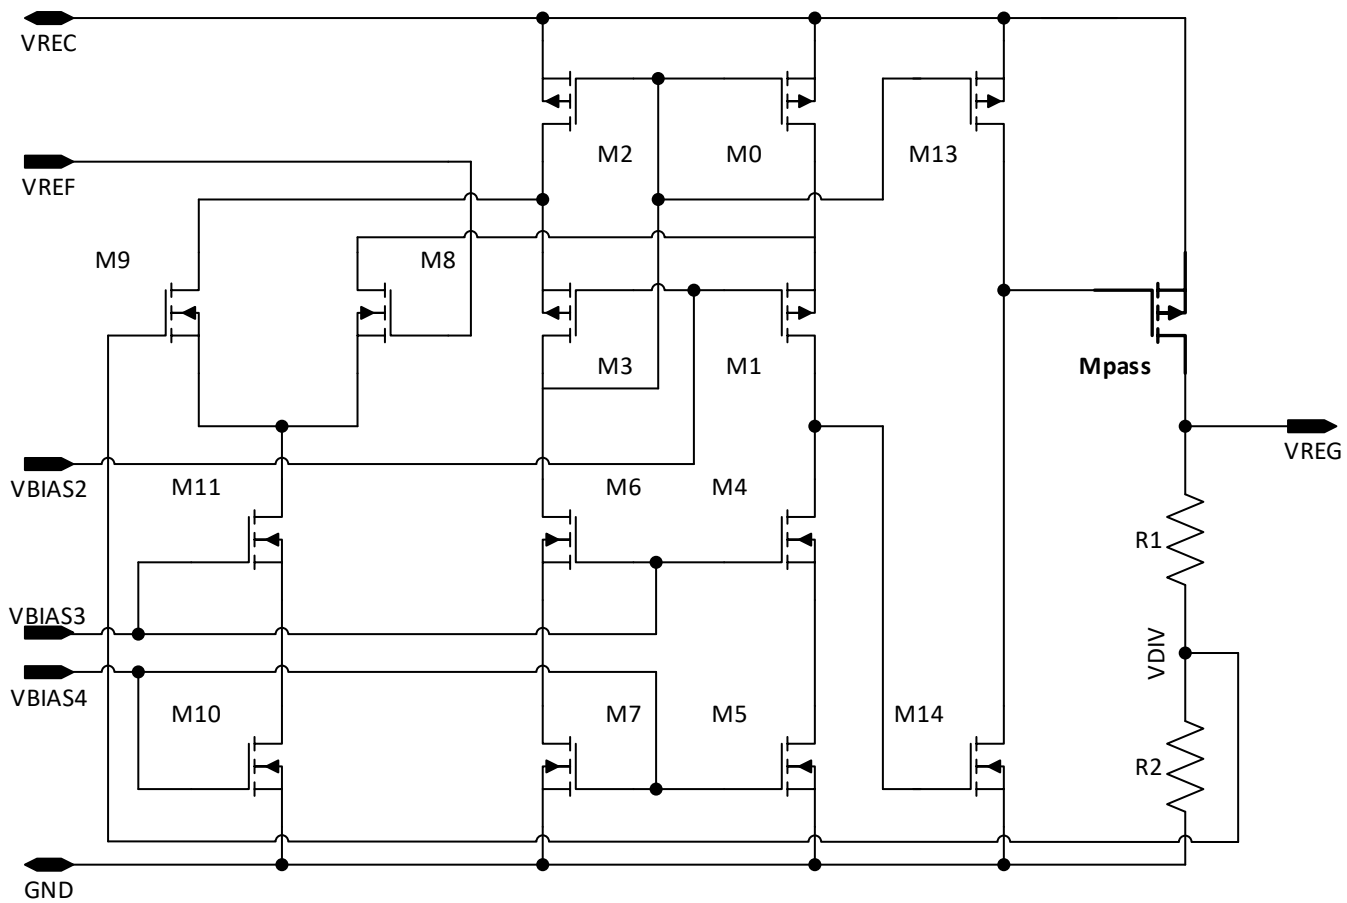 VREC
M2
M0
M13
VREF
M9
M8
M3
M1
Mpass
VREG
VBIAS2
M11
M6
M4
R1
VBIAS3
VDIV
VBIAS4
M10
M7
M5
M14
R2
GND